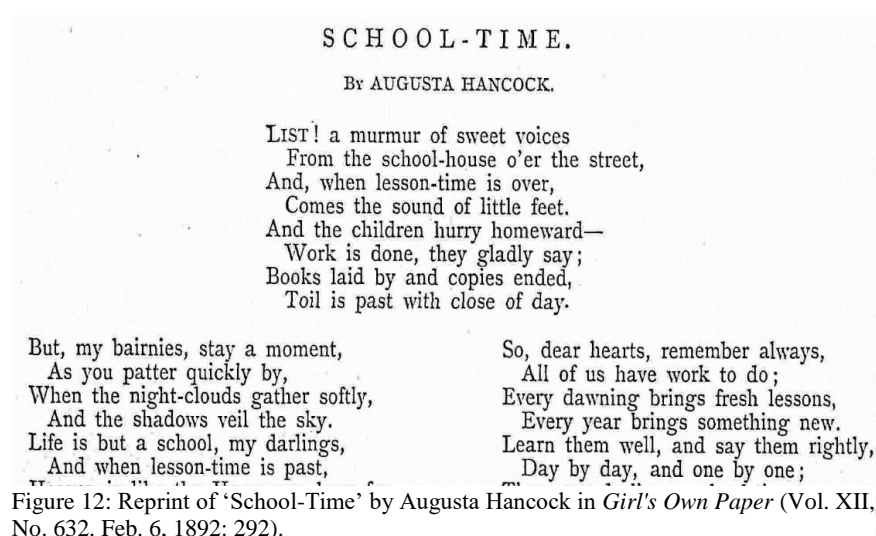 SCHOOL-TIME.
BY AUGUSTA HANCOCK.
LIST! a murmur of sweet voices
From the school-house o'er the street,
And, when lesson-time is over,
Comes the sound of little feet.
And the children hurry homeward—
Work is done, they gladly say;
Books laid by and copies ended,
Toil is past with close of day.
But, my bairnies, stay a moment,
As you patter quickly by,
When the night-clouds gather softly,
And the shadows veil the sky.
Life is but a school, my darlings,
And when lesson-time is past,
So, dear hearts, remember always,
All of us have work to do;
Every dawning brings fresh lessons,
Every year brings something new.
Learn them well, and say them rightly,
Day by day, and one by one;
Figure 12: Reprint of ‘School-Time’ by Augusta Hancock in Girl's Own Paper (Vol. XII,
No. 632. Feb. 6, 1892: 292).